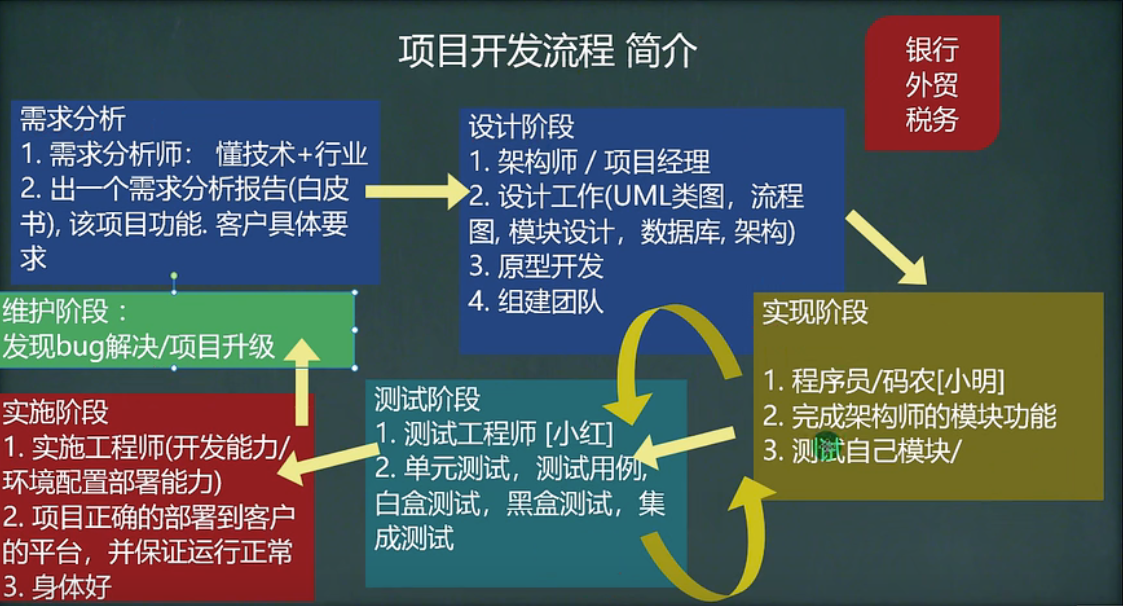 项目开发流程 简介
银行
外贸
税务
需求分析
1. 需求分析师： 懂技术+行业
2. 出一个需求分析报告(白皮
书), 该项目功能. 客户具体要
求
设计阶段
1. 架构师 / 项目经理
2. 设计工作(UML类图，流程
图, 模块设计，数据库, 架构)
3. 原型开发
4. 组建团队
实现阶段
1. 程序员/码农[小明]
2. 完成架构师的模块功能
3. 测试自己模块/
测试阶段
1. 测试工程师 [小红]
2. 单元测试，测试用例,
白盒测试，黑盒测试，集
成测试
实施阶段
1. 实施工程师(开发能力/
环境配置部署能力)
2. 项目正确的部署到客户
的平台，并保证运行正常
3. 身体好
维护阶段：
发现bug解决/项目升级